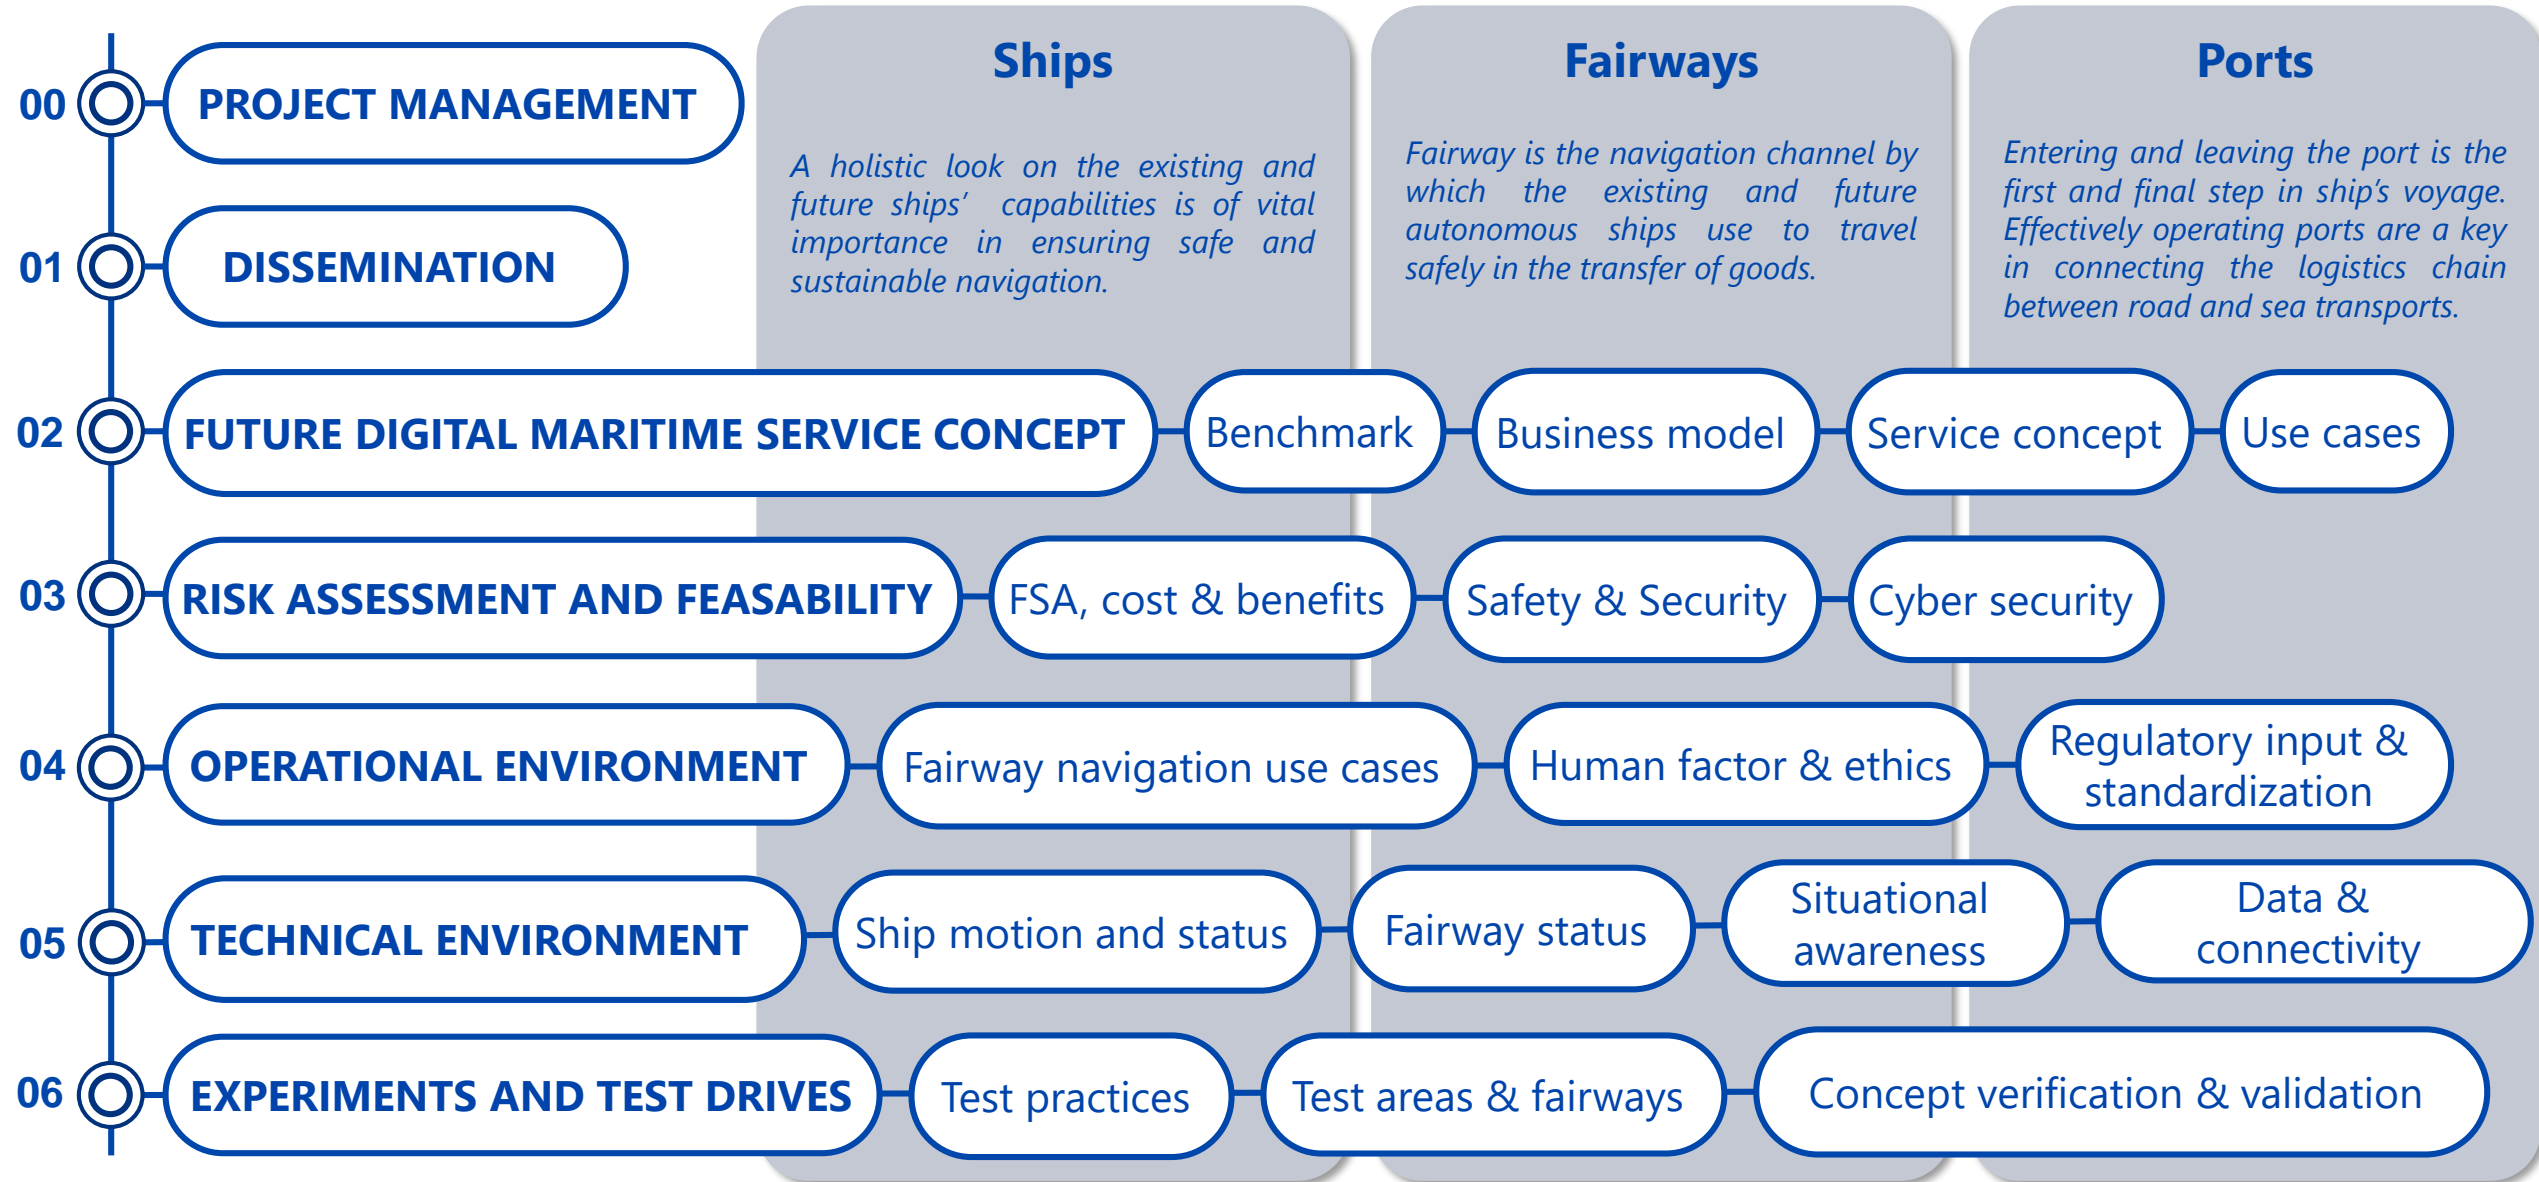 Ships
Fairways
Ports
00
PROJECT MANAGEMENT
A holistic look on the existing and
future ships’ capabilities is of vital
importance in ensuring safe and
sustainable navigation.
Fairway is the navigation channel by
which the existing and future
autonomous ships use to travel
safely in the transfer of goods.
Entering and leaving the port is the
first and final step in ship’s voyage.
Effectively operating ports are a key
in connecting the logistics chain
between road and sea transports.
01
DISSEMINATION
02
FUTURE DIGITAL MARITIME SERVICE CONCEPT
Benchmark
Business model
Service concept
Use cases
03
RISK ASSESSMENT AND FEASABILITY
FSA, cost & benefits
Safety & Security
Cyber security
04
OPERATIONAL ENVIRONMENT
Fairway navigation use cases
Human factor & ethics
Regulatory input &
standardization
05
TECHNICAL ENVIRONMENT
Ship motion and status
Fairway status
Situational
awareness
Data &
connectivity
06
EXPERIMENTS AND TEST DRIVES
Test practices
Test areas & fairways
Concept verification & validation